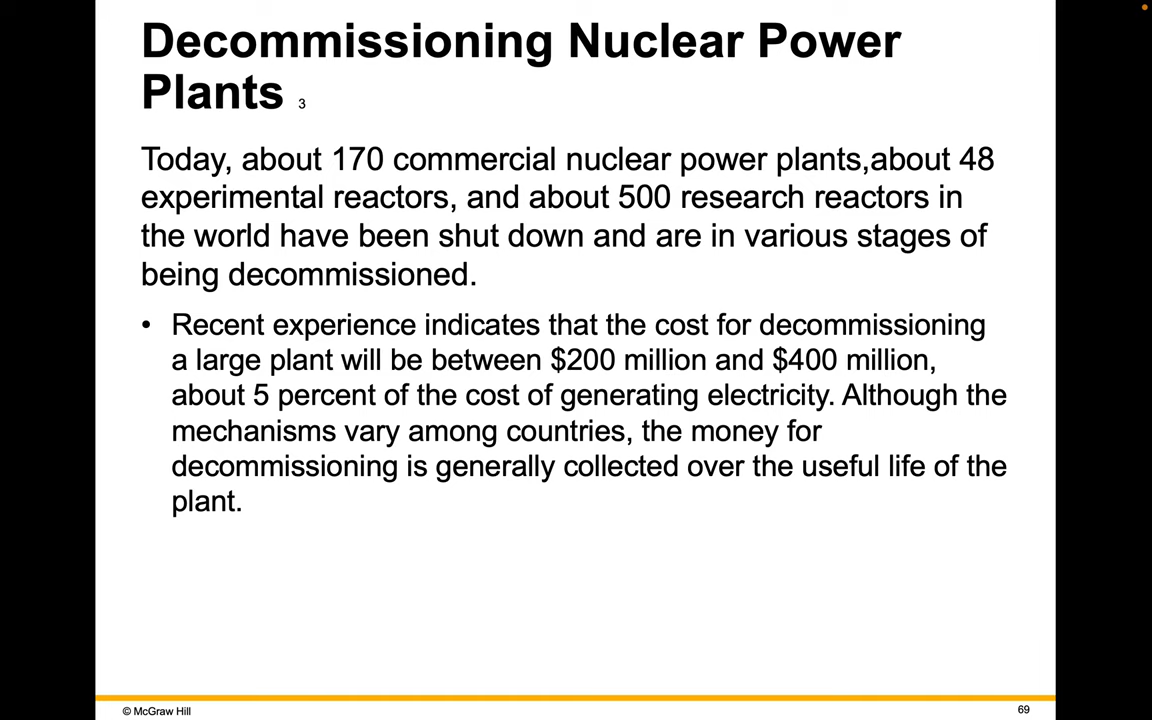 Decommissioning Nuclear Power
Plants 3
Today, about 170 commercial nuclear power plants,about 48
experimental reactors, and about 500 research reactors in
the world have been shut down and are in various stages of
being decommissioned.
• Recent experience indicates that the cost for decommissioning
a large plant will be between $200 million and $400 million,
about 5 percent of the cost of generating electricity. Although the
mechanisms vary among countries, the money for
decommissioning is generally collected over the useful life of the
plant.
© McGraw Hill
69